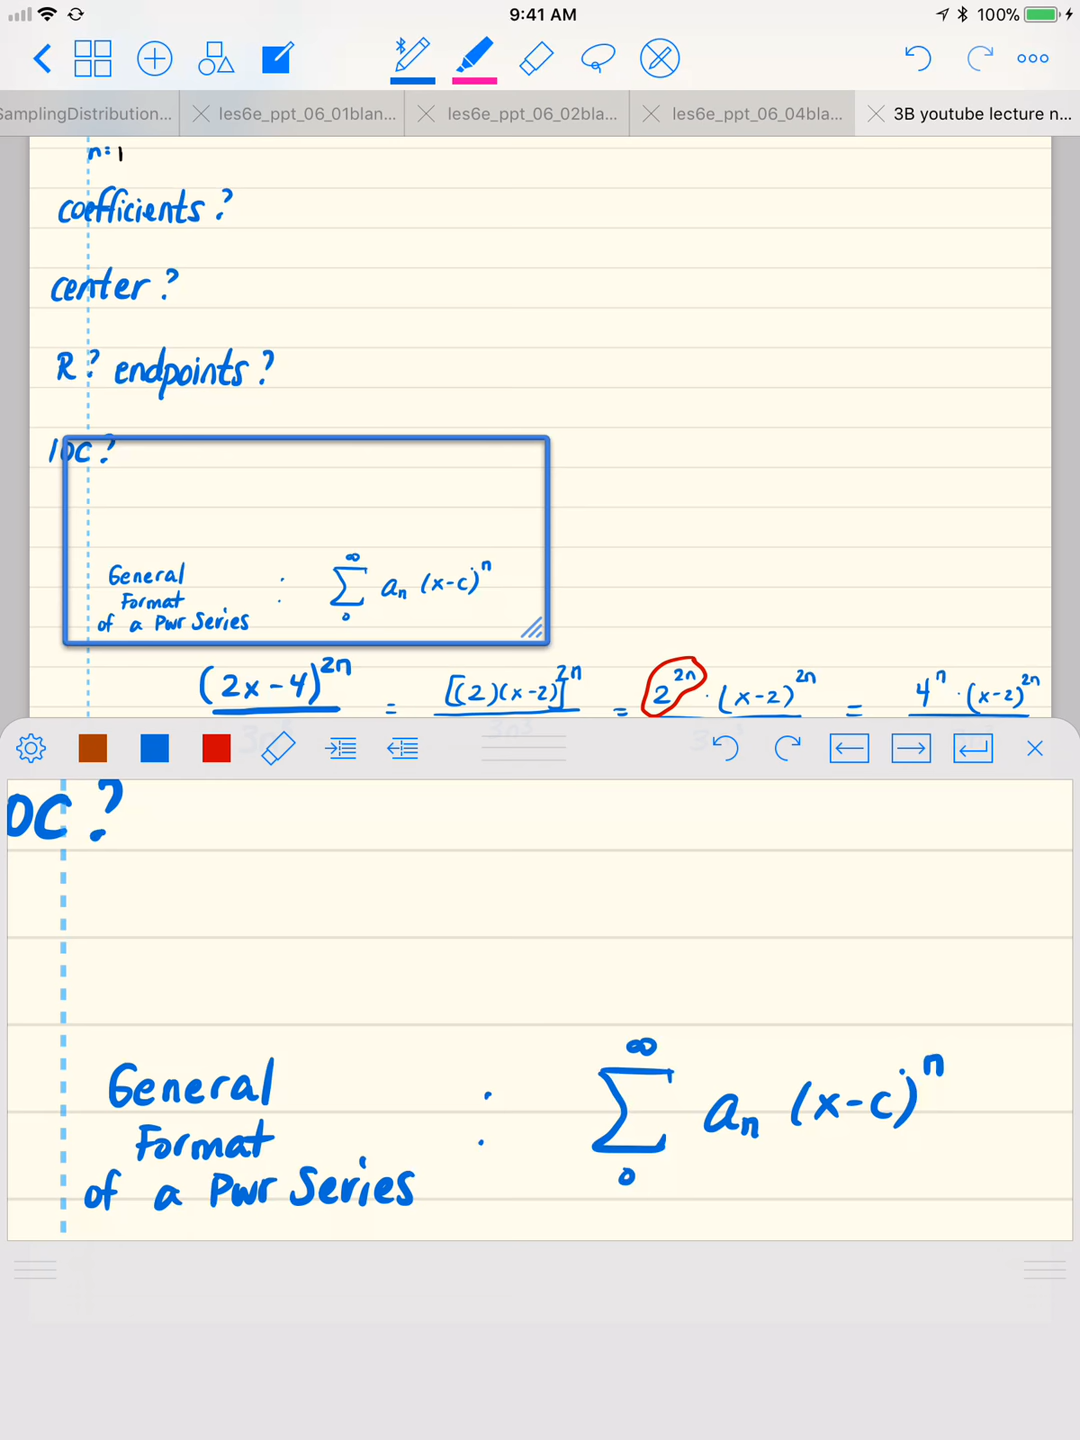 9:41 AM
100%
SamplingDistribution...
les6e_ppt_06_01blan...
les6e_ppt_06_02bla...
les6e_ppt_06_04bla...
3B youtube lecture n...
n=1
coefficients?
center?
R? endpoints?
IOC?
General
Format
of a Pwr Series
: ∞ ∑ 0 aₙ (x-c)ⁿ
(2x-4)²ⁿ = [(2)(x-2)]²ⁿ = 2²ⁿ · (x-2)²ⁿ = 4ⁿ · (x-2)²ⁿ
OC?
General
Format
of a Pwr Series
: ∞ ∑ 0 aₙ (x-c)ⁿ